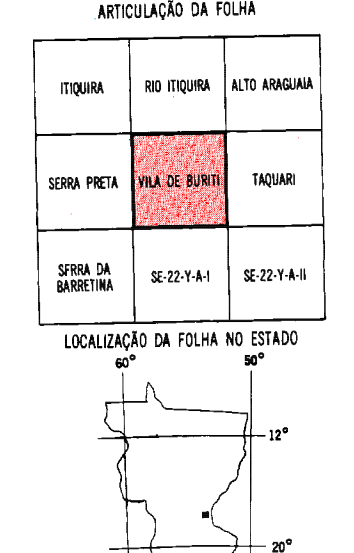 ARTICULAÇÃO DA FOLHA
ITIQUIRA
RIO ITIQUIRA
ALTO ARAGUAIA
SERRA PRETA
VILA DE BURITI
TAQUARI
SFRRA DA
BARRETINA
SE-22-Y-A-I
SE-22-Y-A-II
LOCALIZAÇÃO DA FOLHA NO ESTADO
60°
50°
12°
20°